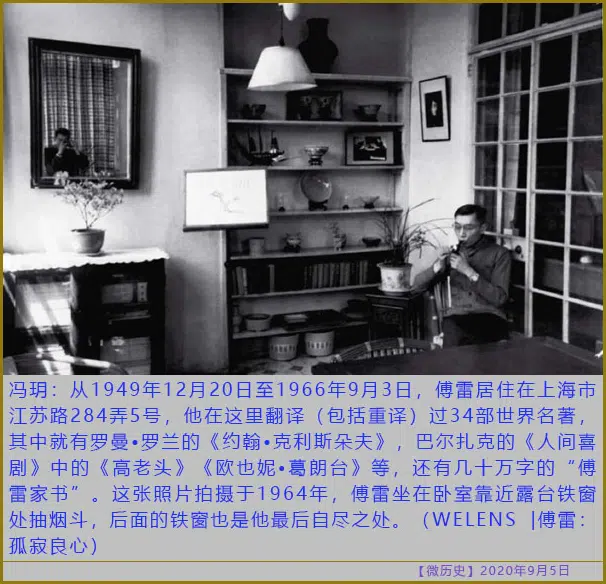 冯玥：从1949年12月20日至1966年9月3日，傅雷居住在上海市
江苏路284弄5号，他在这里翻译（包括重译）过34部世界名著，
其中就有罗曼•罗兰的《约翰•克利斯朵夫》，巴尔扎克的《人间喜
剧》中的《高老头》《欧也妮•葛朗台》等，还有几十万字的“傅
雷家书”。这张照片拍摄于1964年，傅雷坐在卧室靠近露台铁窗
处抽烟斗，后面的铁窗也是他最后自尽之处。（WELENS |傅雷：
孤寂良心）
【微历史】2020年9月5日